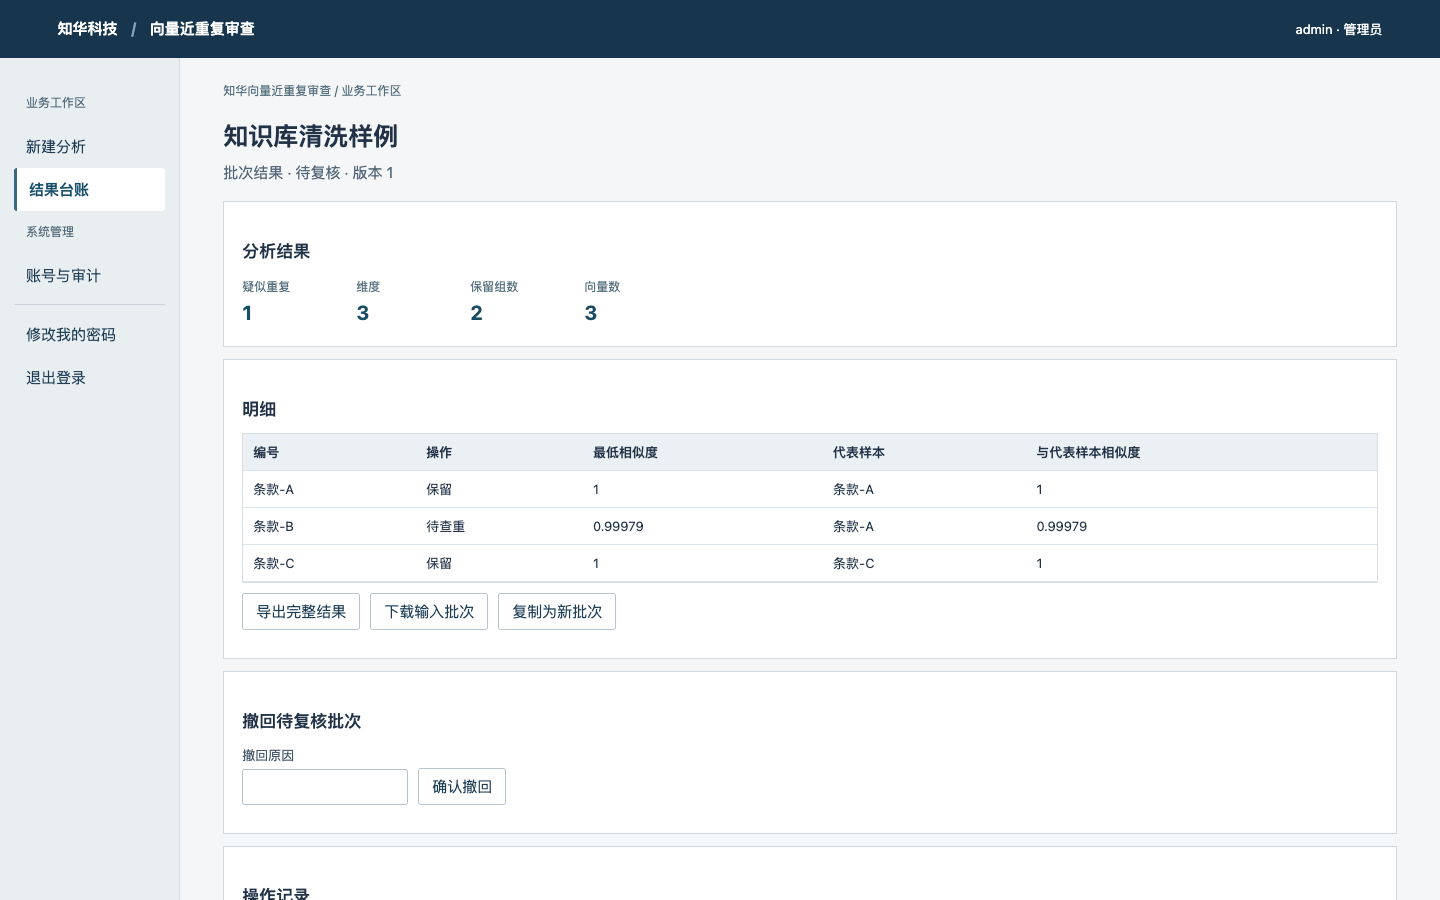 知华科技 / 向量近重复审查
admin · 管理员
业务工作区
新建分析
结果台账
系统管理
账号与审计
修改我的密码
退出登录
知华向量近重复审查 / 业务工作区
知识库清洗样例
批次结果 · 待复核 · 版本 1
分析结果
疑似重复 维度 保留组数 向量数
1 3 2 3
明细
编号 操作 最低相似度 代表样本 与代表样本相似度
条款-A 保留 1 条款-A 1
条款-B 待查重 0.99979 条款-A 0.99979
条款-C 保留 1 条款-C 1
导出完整结果 下载输入批次 复制为新批次
撤回待复核批次
撤回原因
确认撤回
操作记录